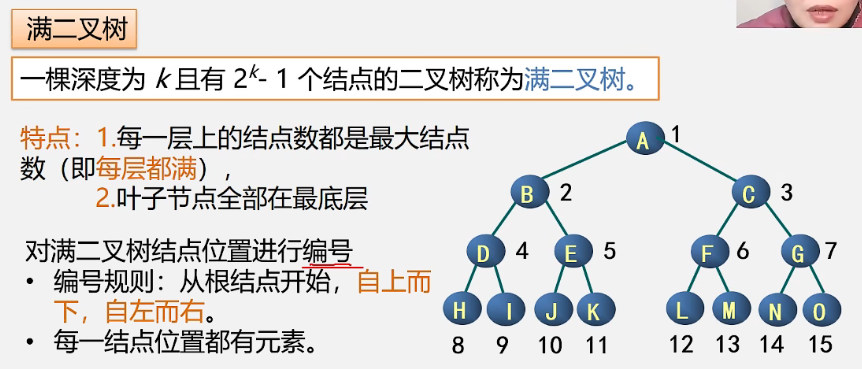 满二叉树
一棵深度为 k 且有 2ᵏ- 1 个结点的二叉树称为满二叉树。
特点：1.每一层上的结点数都是最大结点
数（即每层都满），
2.叶子节点全部在最底层
对满二叉树结点位置进行编号
• 编号规则：从根结点开始，自上而
下，自左而右。
• 每一结点位置都有元素。
A 1
B 2 C 3
D 4 E 5 F 6 G 7
H I J K L M N O
8 9 10 11 12 13 14 15